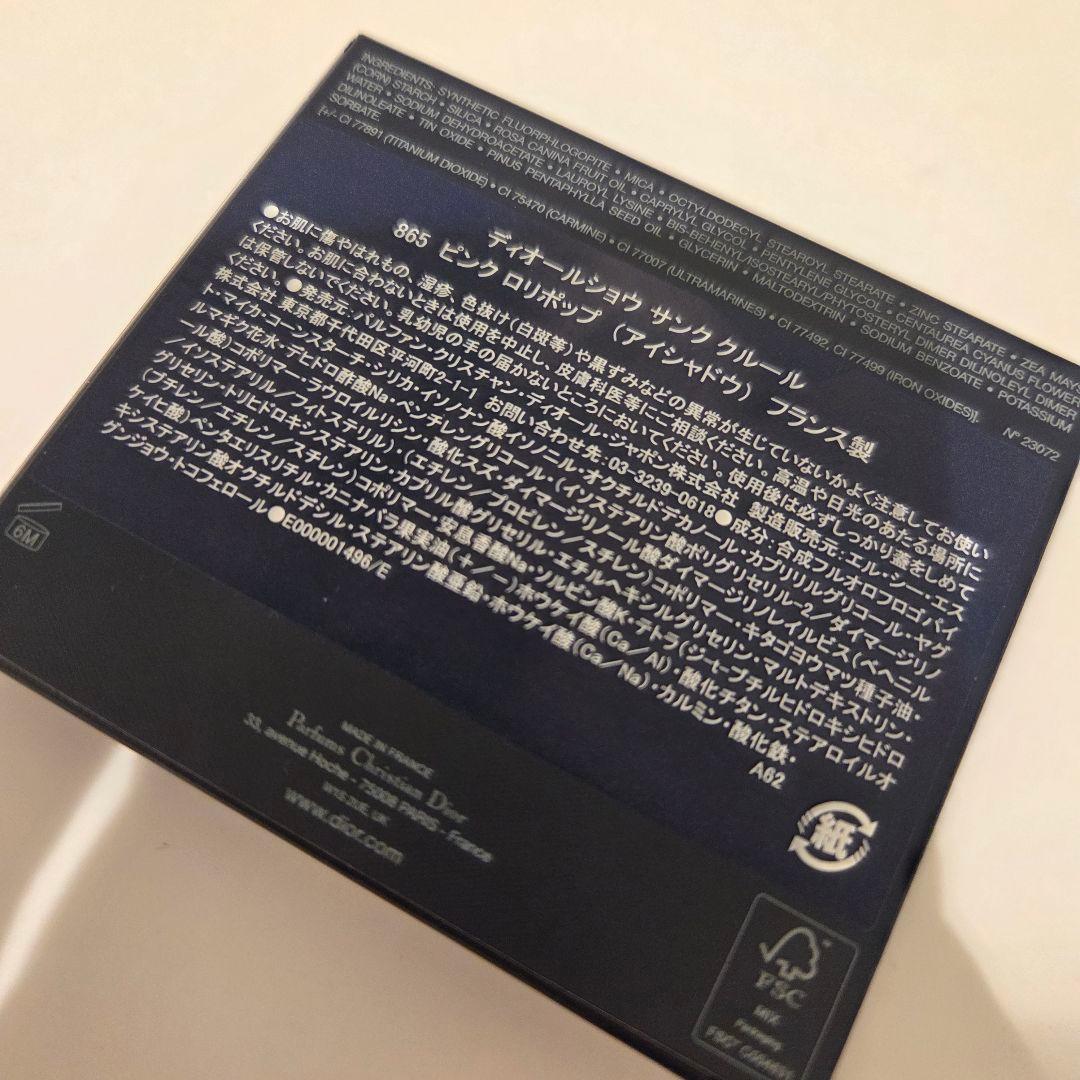 INGREDIENTS: SYNTHETIC FLUORPHLOGOPITE • MICA • OCTYLDODECYL STEAROYL STEARATE • ZINC STEARATE • ZEA MAYS
(CORN) STARCH • SILICA • ROSA CANINA FRUIT OIL • CAPRYLYL GLYCOL • PENTYLENE GLYCOL • CENTAUREA CYANUS FLOWER
WATER • SODIUM DEHYDROACETATE • LAUROYL LYSINE • BIS-BEHENYL/ISOSTEARYL/PHYTOSTERYL DIMER DILINOLEYL DIMER
DILINOLEATE • TIN OXIDE • PINUS PENTAPHYLLA SEED OIL • GLYCERIN • MALTODEXTRIN • SODIUM BENZOATE • POTASSIUM
SORBATE.
[+/- CI 77891 (TITANIUM DIOXIDE) • CI 75470 (CARMINE) • CI 77007 (ULTRAMARINES) • CI 77492, CI 77499 (IRON OXIDES)].
N° 23072
ディオールショウ サンク クルール
865 ピンク ロリポップ (アイシャドウ) フランス製
●お肌に傷やはれもの、湿疹、色抜け(白斑等)や黒ずみなどの異常が生じていないかよく注意してお使い
ください。お肌に合わないときは使用を中止し、皮膚科医等にご相談ください。高温や日光のあたる場所に
は保管しないでください。乳幼児の手の届かないところにおいてください。使用後は必ずしっかり蓋をしめて
ください。●発売元:パルファン・クリスチャン・ディオール・ジャポン株式会社 製造販売元:エル・シー・エス
株式会社 東京都千代田区平河町2-1-1 お問い合わせ先:03-3239-0618●成分:合成フルオロフロゴパイ
ト・マイカ・コーンスターチ・シリカ・イソノナン酸イソノニル・オクチルドデカノール・カプリリルグリコール・ヤグ
ルマギク花水・デヒドロ酢酸Na・ペンチレングリコール・(イソステアリン酸ポリグリセリル-2/ダイマージリノ
ール酸)コポリマー・ラウロイルリシン・酸化スズ・ダイマージリノール酸ダイマージリノレイルビス(ベヘニル
/イソステアリル/フィトステリル)・(エチレン/プロピレン/スチレン)コポリマー・キタゴヨウマツ種子油・
グリセリン・トリヒドロキシステアリン・カプリル酸グリセリル・エチルヘキシルグリセリン・マルトデキストリン・
(ブチレン/エチレン/スチレン)コポリマー・安息香酸Na・ソルビン酸K・テトラ(ジーt-ブチルヒドロキシヒドロ
ケイヒ酸)ペンタエリスリチル・カニナバラ果実油・(+/-)ホウケイ酸(Ca/Al)・酸化チタン・ステアロイルオ
キシステアリン酸オクチルドデシル・ステアリン酸亜鉛・ホウケイ酸(Ca/Na)・カルミン・酸化鉄・
グンジョウ・トコフェロール●E000001496/E
A62
6M
MADE IN FRANCE
Parfums Christian Dior
33, avenue Hoche • 75008 PARIS • France
W1S 2UE UK
www.dior.com
紙
FSC
MIX
Packaging